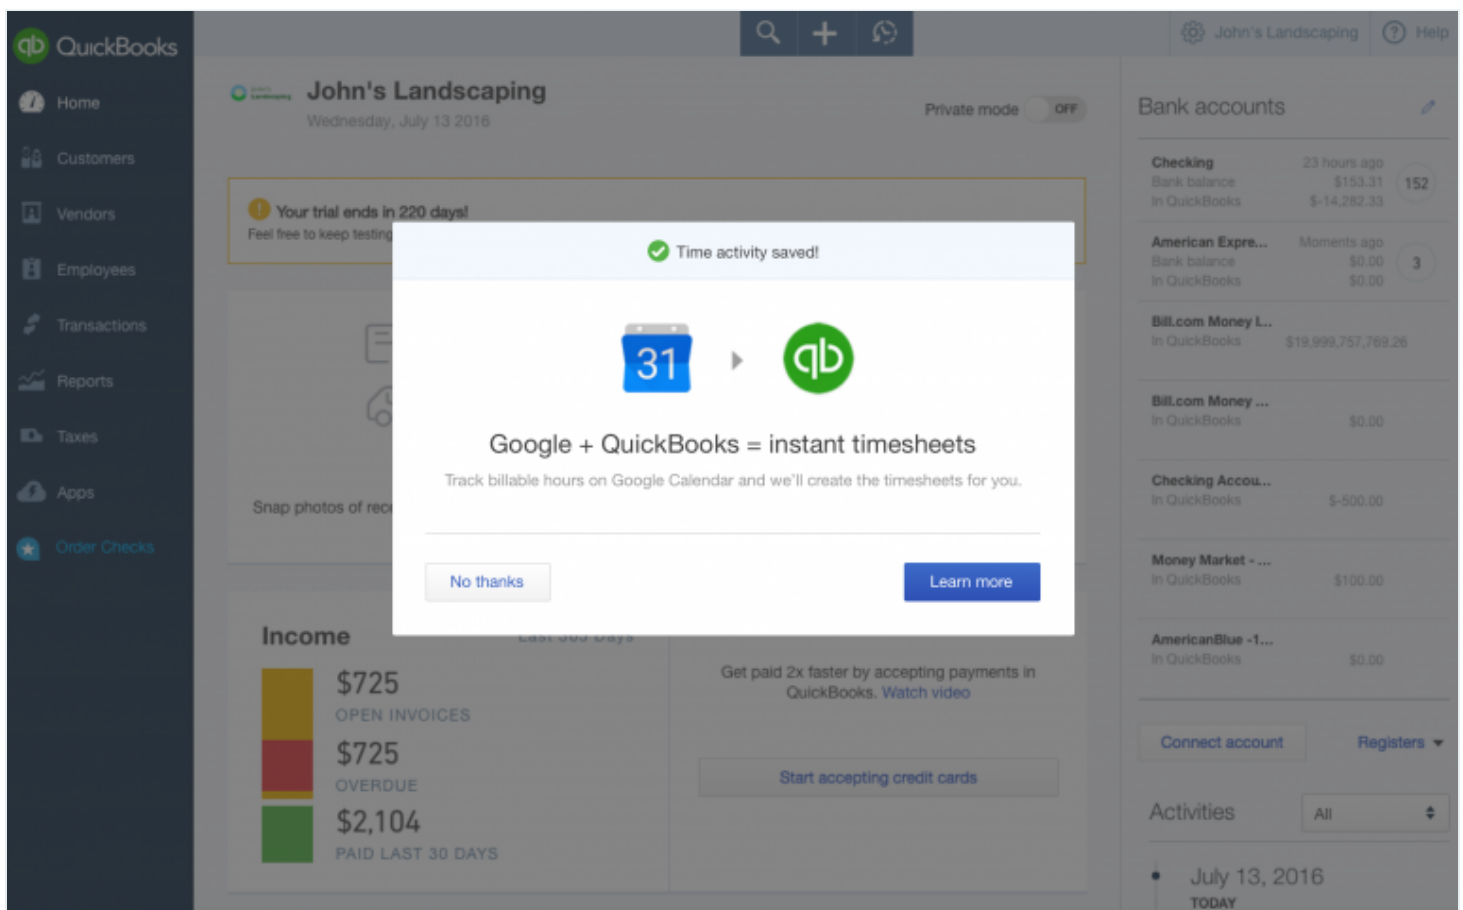 QuickBooks
Home
Customers
Vendors
Employees
Transactions
Reports
Taxes
Apps
Order Checks
John's Landscaping
Help
John's Landscaping
Wednesday, July 13 2016
Private mode OFF
Your trial ends in 220 days!
Feel free to keep testing
Time activity saved!
31
qb
Google + QuickBooks = instant timesheets
Track billable hours on Google Calendar and we'll create the timesheets for you.
No thanks
Learn more
Snap photos of rece
Income
Last 365 Days
$725
OPEN INVOICES
$725
OVERDUE
$2,104
PAID LAST 30 DAYS
Get paid 2x faster by accepting payments in
QuickBooks. Watch video
Start accepting credit cards
Bank accounts
Checking 23 hours ago
Bank balance $153.31 152
In QuickBooks $-14,282.33
American Expre... Moments ago
Bank balance $0.00 3
In QuickBooks $0.00
Bill.com Money I...
In QuickBooks $19,999,757,769.26
Bill.com Money ...
In QuickBooks $0.00
Checking Accou...
In QuickBooks $-500.00
Money Market - ...
In QuickBooks $100.00
AmericanBlue -1...
In QuickBooks $0.00
Connect account Registers
Activities All
July 13, 2016
TODAY